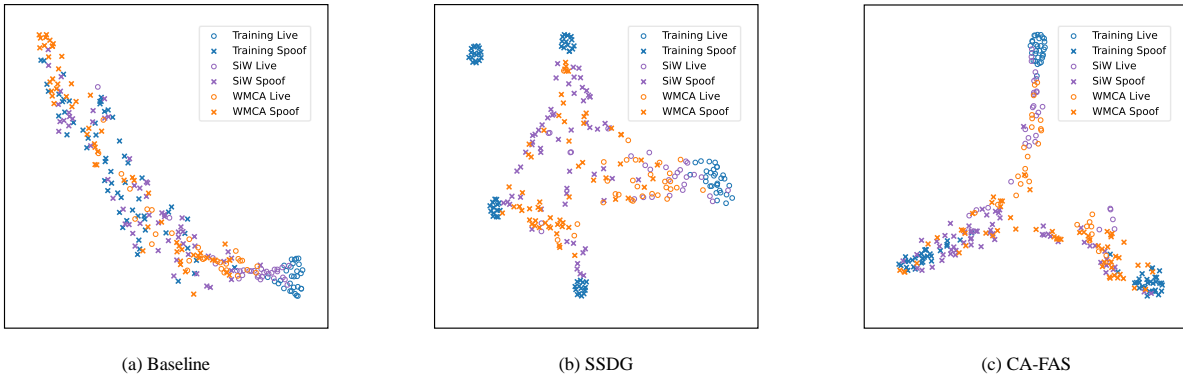 Training Live
Training Spoof
SiW Live
SiW Spoof
WMCA Live
WMCA Spoof
(a) Baseline
Training Live
Training Spoof
SiW Live
SiW Spoof
WMCA Live
WMCA Spoof
(b) SSDG
Training Live
Training Spoof
SiW Live
SiW Spoof
WMCA Live
WMCA Spoof
(c) CA-FAS